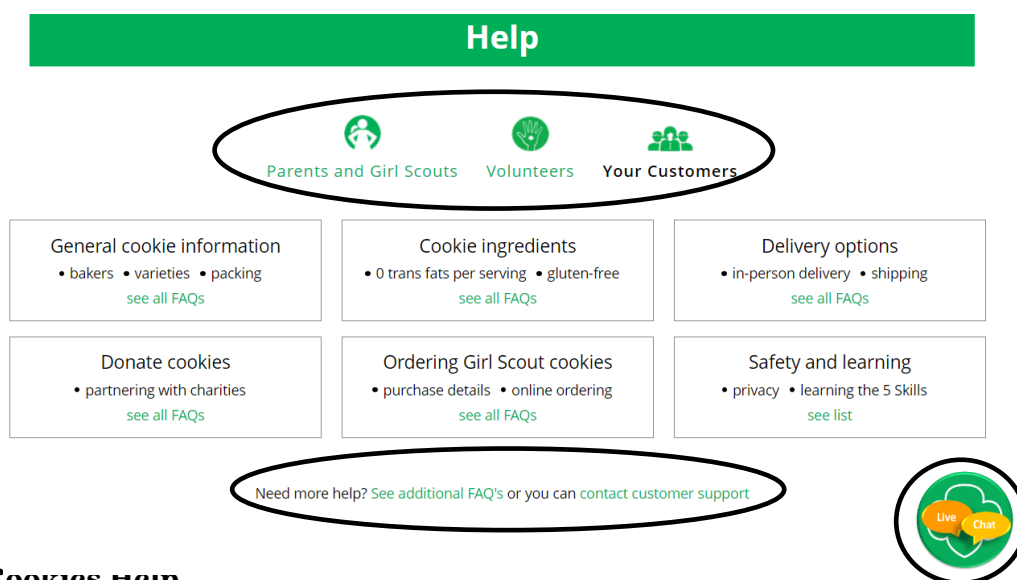 Help
Parents and Girl Scouts Volunteers Your Customers
General cookie information
• bakers • varieties • packing
see all FAQs
Cookie ingredients
• 0 trans fats per serving • gluten-free
see all FAQs
Delivery options
• in-person delivery • shipping
see all FAQs
Donate cookies
• partnering with charities
see all FAQs
Ordering Girl Scout cookies
• purchase details • online ordering
see all FAQs
Safety and learning
• privacy • learning the 5 Skills
see list
Need more help? See additional FAQ's or you can contact customer support
Live
Chat
Cookies Help